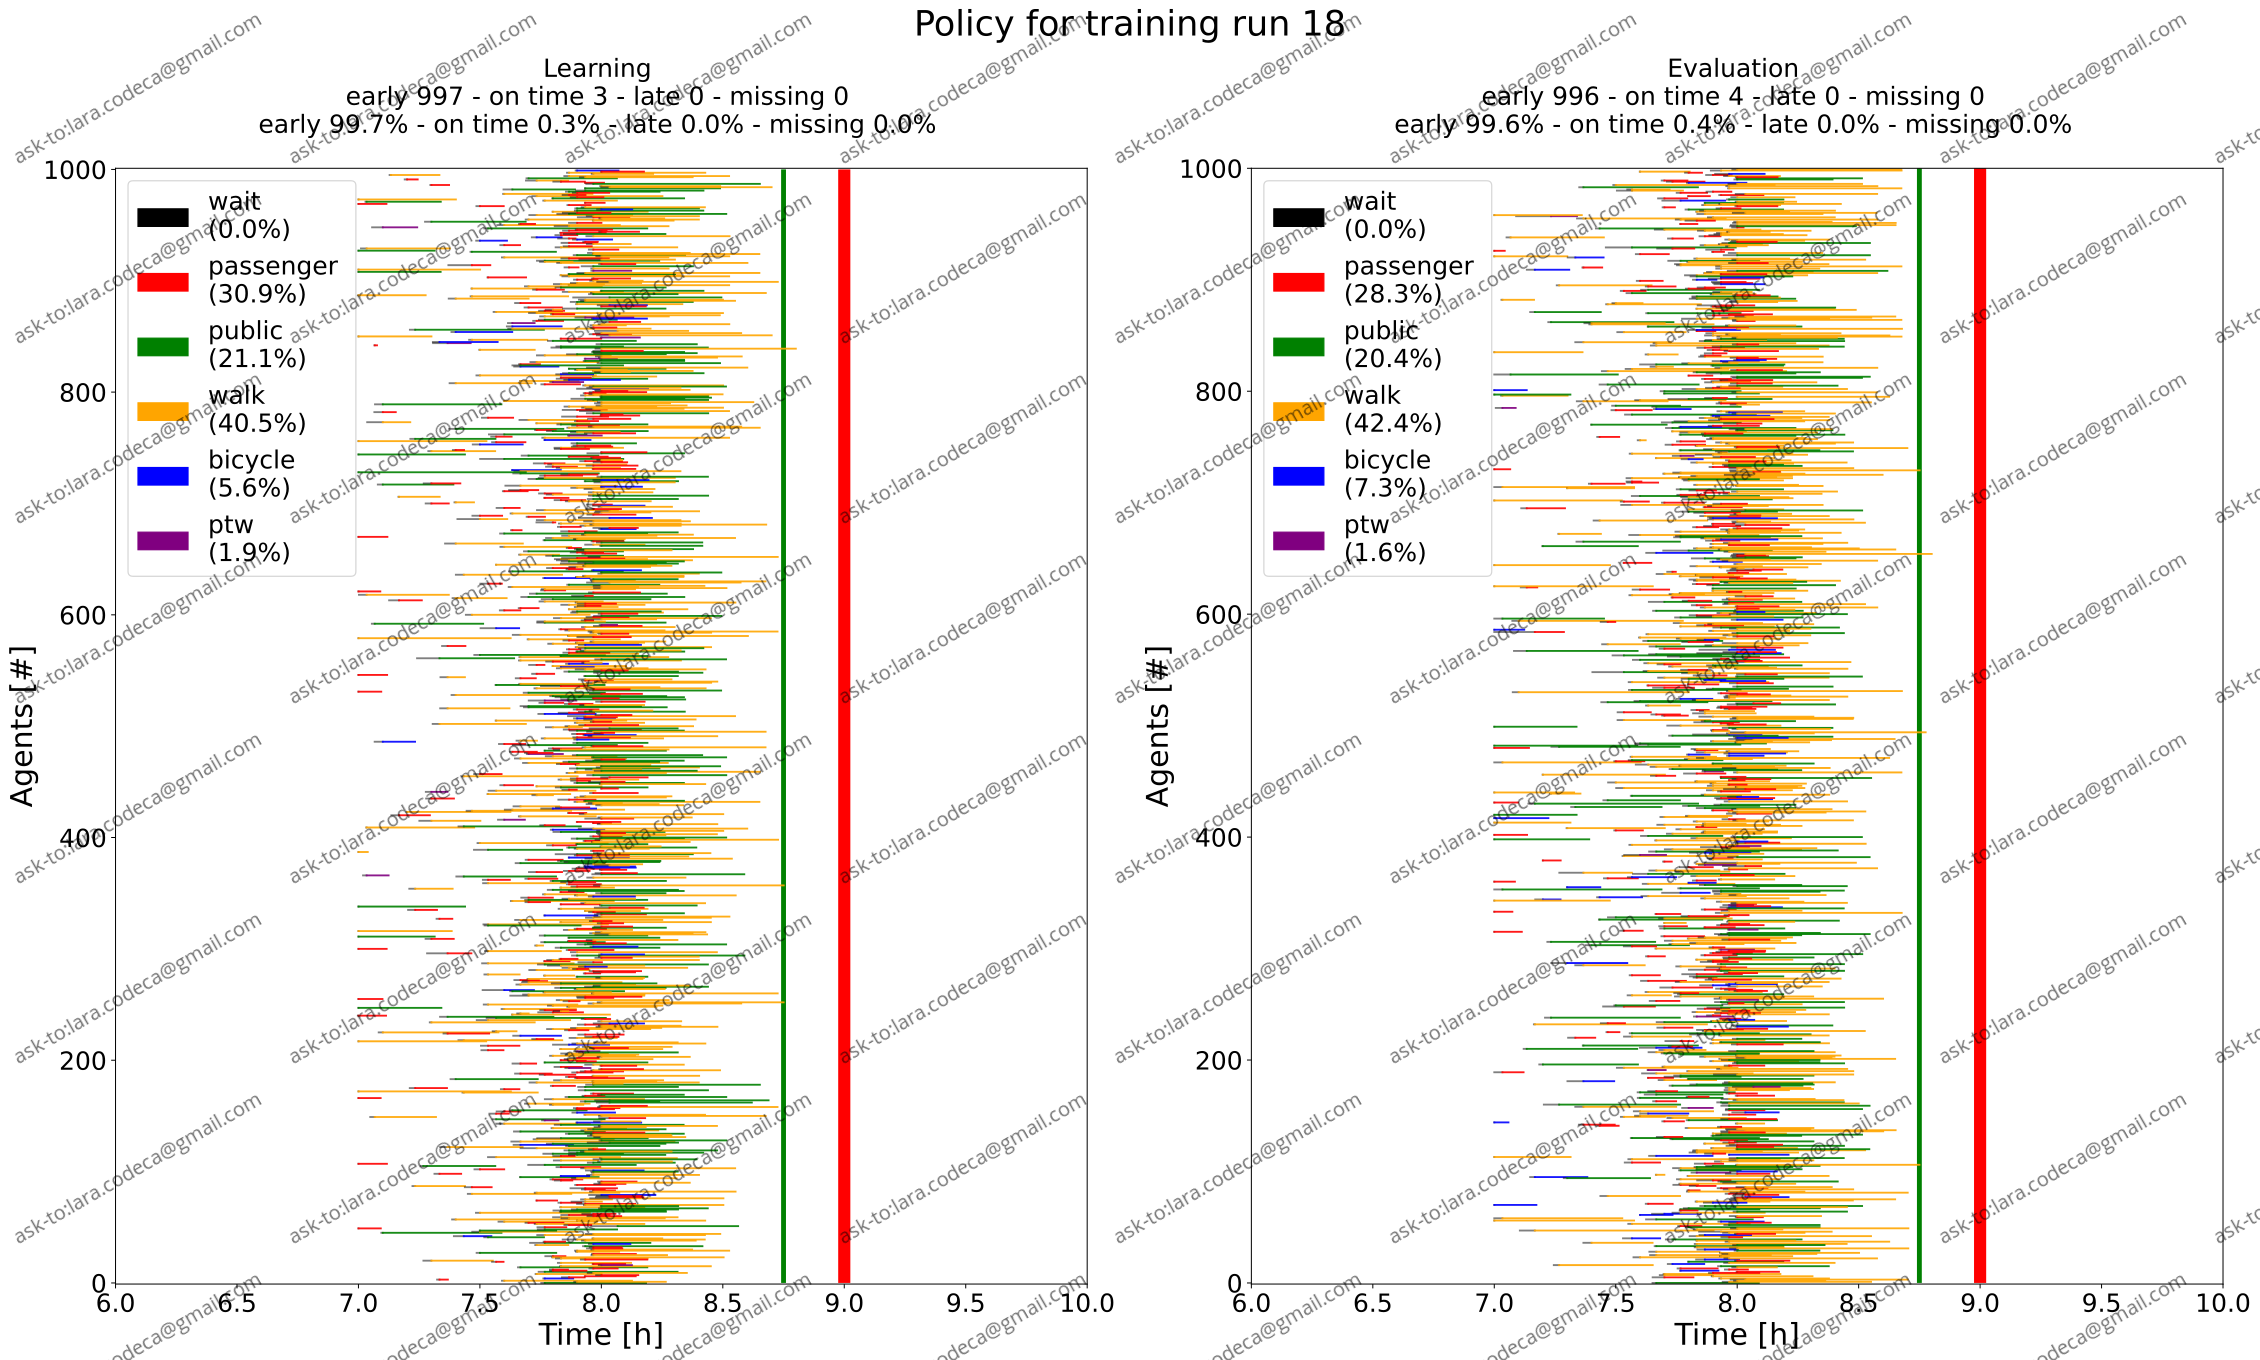 Policy for training run 18
Learning
early 997 - on time 3 - late 0 - missing 0
early 99.7% - on time 0.3% - late 0.0% - missing 0.0%
wait
(0.0%)
passenger
(30.9%)
public
(21.1%)
walk
(40.5%)
bicycle
(5.6%)
ptw
(1.9%)
Agents [#]
1000
800
600
400
200
0
6.0 6.5 7.0 7.5 8.0 8.5 9.0 9.5 10.0
Time [h]
Evaluation
early 996 - on time 4 - late 0 - missing 0
early 99.6% - on time 0.4% - late 0.0% - missing 0.0%
wait
(0.0%)
passenger
(28.3%)
public
(20.4%)
walk
(42.4%)
bicycle
(7.3%)
ptw
(1.6%)
Agents [#]
1000
800
600
400
200
0
6.0 6.5 7.0 7.5 8.0 8.5 9.0 9.5 10.0
Time [h]
ask-to:lara.codeca@gmail.com